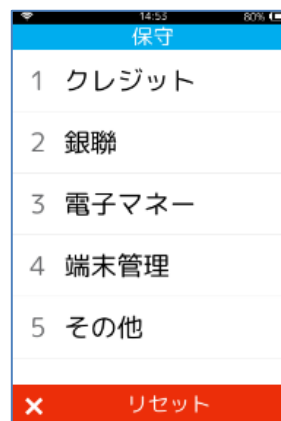 14:53 80%
保守
1 クレジット
2 銀聯
3 電子マネー
4 端末管理
5 その他
× リセット